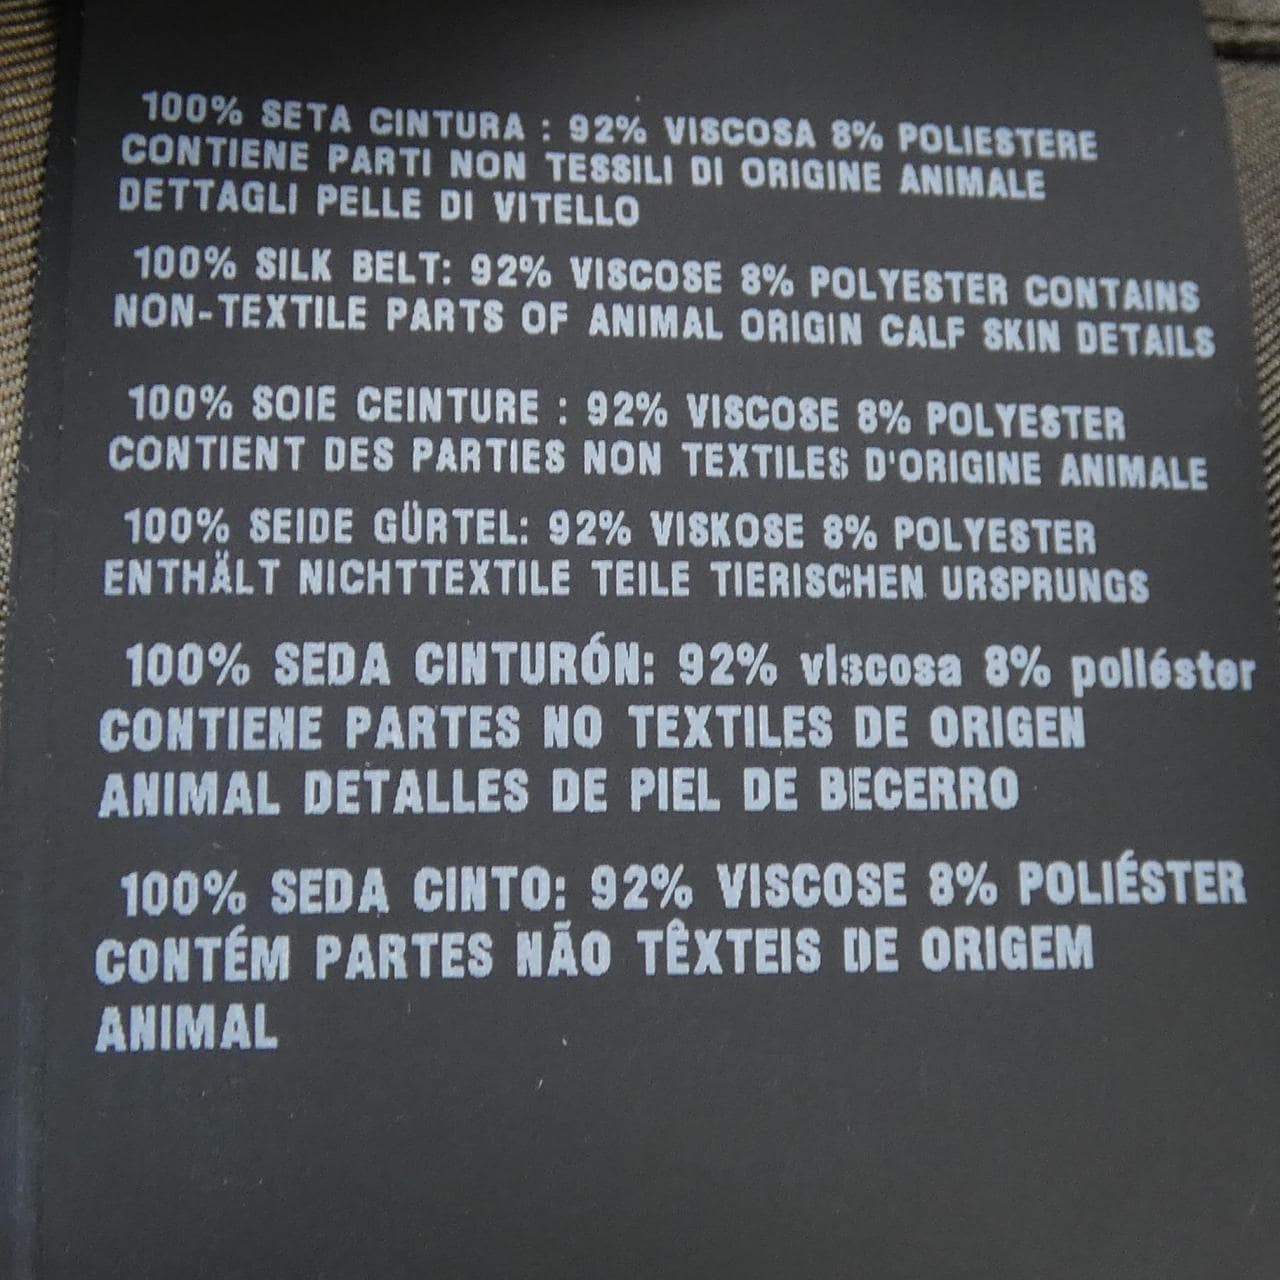 100% SETA CINTURA : 92% VISCOSA 8% POLIESTERE
CONTIENE PARTI NON TESSILI DI ORIGINE ANIMALE
DETTAGLI PELLE DI VITELLO
100% SILK BELT: 92% VISCOSE 8% POLYESTER CONTAINS
NON-TEXTILE PARTS OF ANIMAL ORIGIN CALF SKIN DETAILS
100% SOIE CEINTURE : 92% VISCOSE 8% POLYESTER
CONTIENT DES PARTIES NON TEXTILES D'ORIGINE ANIMALE
100% SEIDE GÜRTEL: 92% VISKOSE 8% POLYESTER
ENTHÄLT NICHTTEXTILE TEILE TIERISCHEN URSPRUNGS
100% SEDA CINTURÓN: 92% viscosa 8% poliéster
CONTIENE PARTES NO TEXTILES DE ORIGEN
ANIMAL DETALLES DE PIEL DE BECERRO
100% SEDA CINTO: 92% VISCOSE 8% POLIÉSTER
CONTÉM PARTES NÃO TÊXTEIS DE ORIGEM
ANIMAL